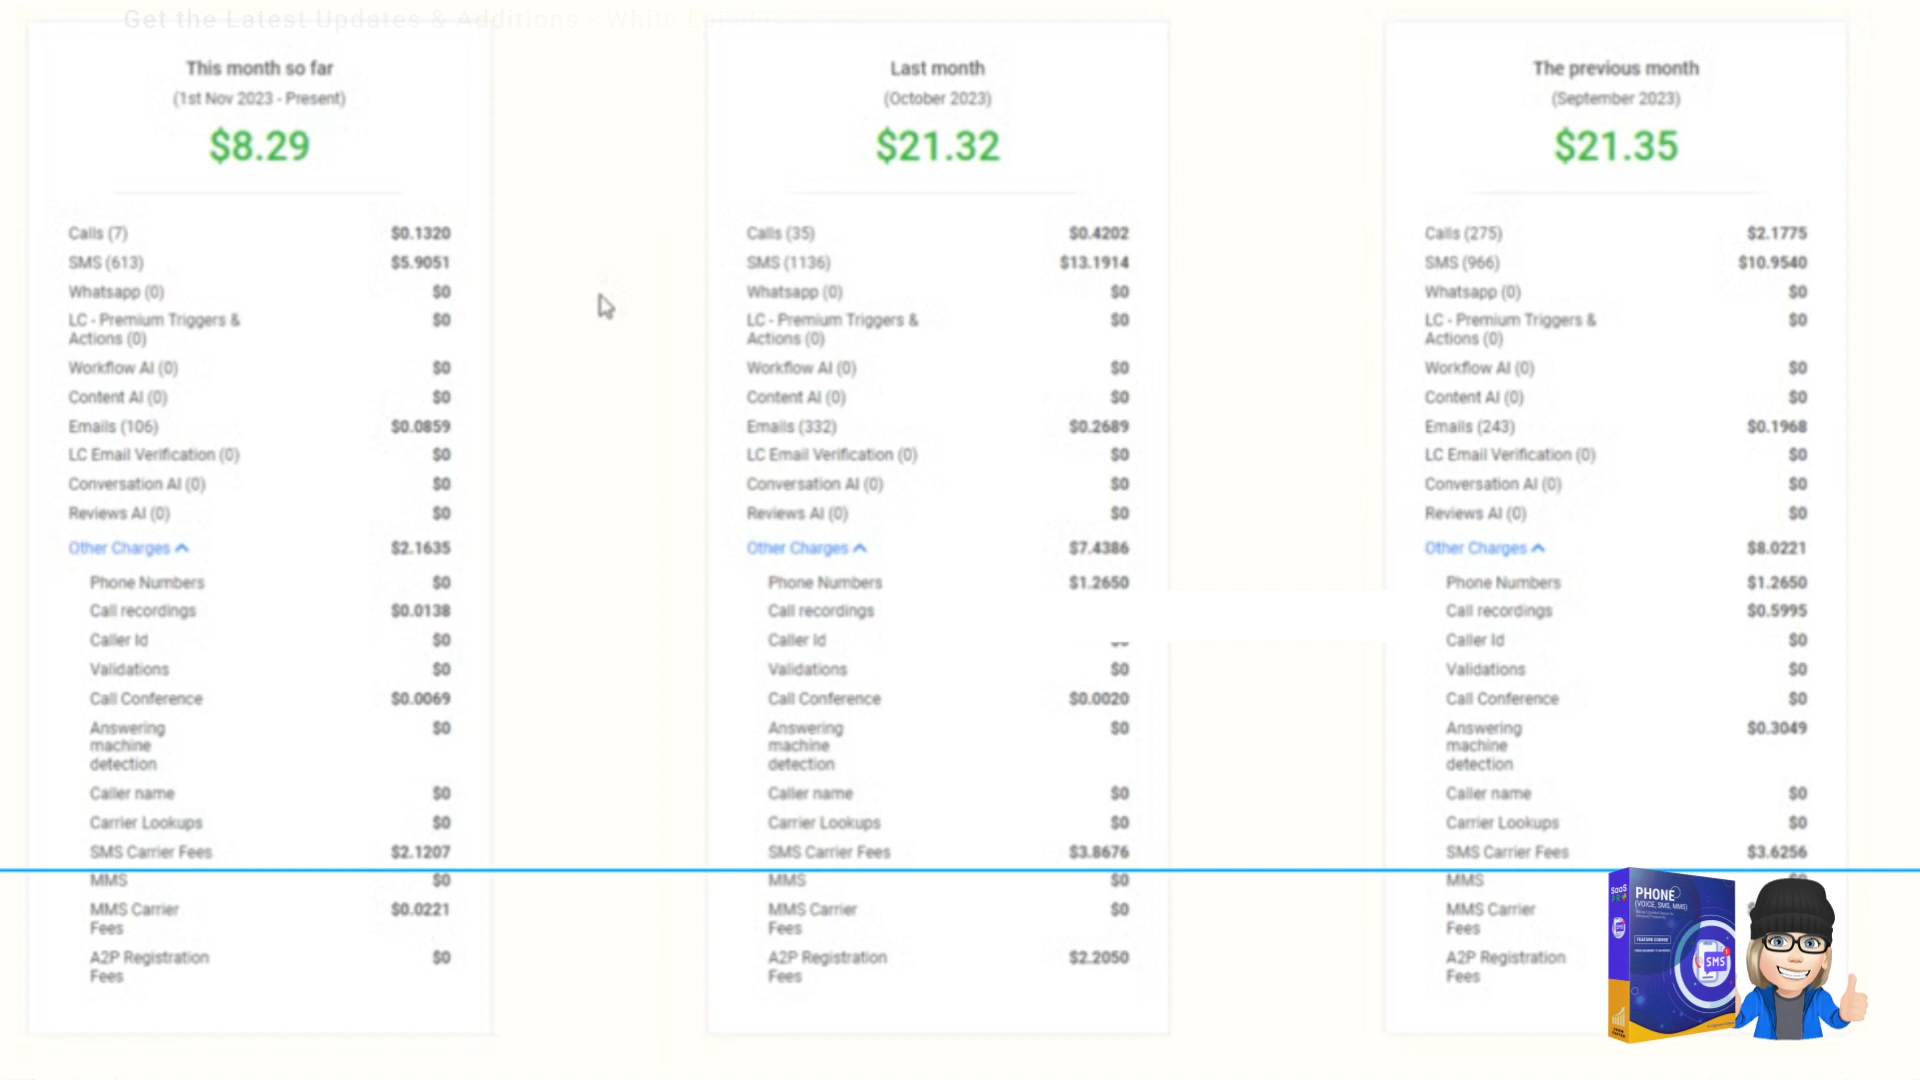 Get the Latest Updates & Additions - White Label
This month so far
(1st Nov 2023 - Present)
$8.29
Calls (7) $0.1320
SMS (613) $5.9051
Whatsapp (0) $0
LC - Premium Triggers & $0
Actions (0)
Workflow AI (0) $0
Content AI (0) $0
Emails (106) $0.0859
LC Email Verification (0) $0
Conversation AI (0) $0
Reviews AI (0) $0
Other Charges $2.1635
Phone Numbers $0
Call recordings $0.0138
Caller Id $0
Validations $0
Call Conference $0.0069
Answering $0
machine
detection
Caller name $0
Carrier Lookups $0
SMS Carrier Fees $2.1207
MMS $0
MMS Carrier $0.0221
Fees
A2P Registration $0
Fees
Last month
(October 2023)
$21.32
Calls (35) $0.4202
SMS (1136) $13.1914
Whatsapp (0) $0
LC - Premium Triggers & $0
Actions (0)
Workflow AI (0) $0
Content AI (0) $0
Emails (332) $0.2689
LC Email Verification (0) $0
Conversation AI (0) $0
Reviews AI (0) $0
Other Charges $7.4386
Phone Numbers $1.2650
Call recordings
Caller Id
Validations $0
Call Conference $0.0020
Answering $0
machine
detection
Caller name $0
Carrier Lookups $0
SMS Carrier Fees $3.8676
MMS $0
MMS Carrier $0
Fees
A2P Registration $2.2050
Fees
The previous month
(September 2023)
$21.35
Calls (275) $2.1775
SMS (966) $10.9540
Whatsapp (0) $0
LC - Premium Triggers & $0
Actions (0)
Workflow AI (0) $0
Content AI (0) $0
Emails (243) $0.1968
LC Email Verification (0) $0
Conversation AI (0) $0
Reviews AI (0) $0
Other Charges $8.0221
Phone Numbers $1.2650
Call recordings $0.5995
Caller Id $0
Validations $0
Call Conference $0
Answering $0.3049
machine
detection
Caller name $0
Carrier Lookups $0
SMS Carrier Fees $3.6256
MMS
MMS Carrier
Fees
A2P Registration
Fees
SaaS
PHONE
(VOICE, SMS, MMS)
FEATURE COURSE
SMS